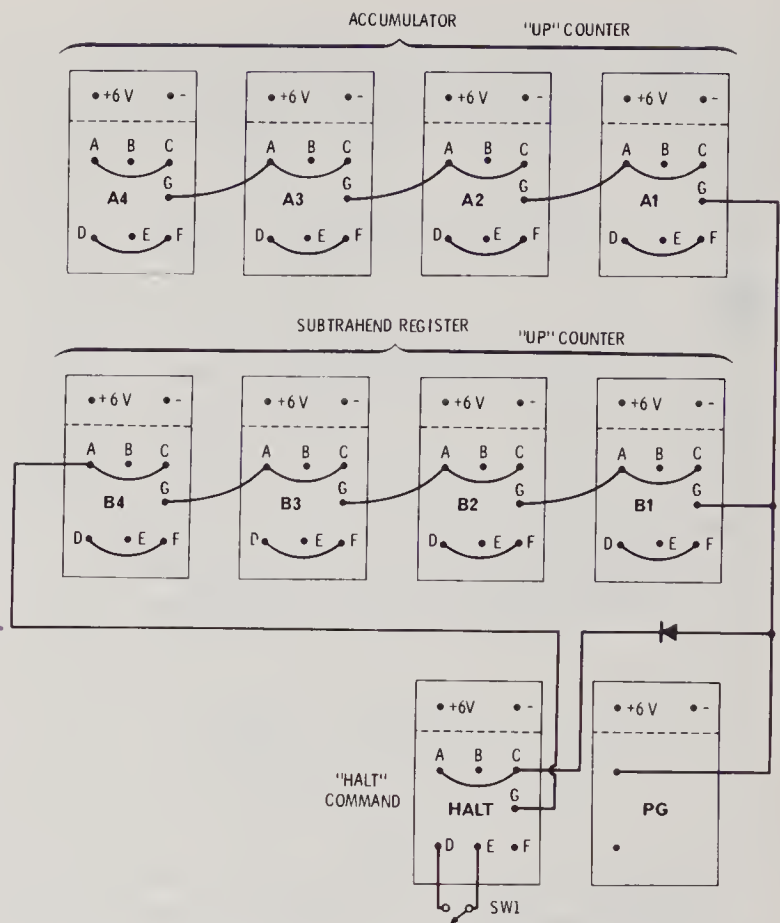 ACCUMULATOR "UP" COUNTER
+6 V - +6 V - +6 V - +6 V -
A B C A B C A B C A B C
G G G G
A4 A3 A2 A1
D E F D E F D E F D E F
SUBTRAHEND REGISTER "UP" COUNTER
+6 V - +6 V - +6 V - +6 V -
A B C A B C A B C A B C
G G G G
B4 B3 B2 B1
D E F D E F D E F D E F
+6V - +6 V -
A B C
"HALT"
COMMAND
G
HALT PG
D E F
SW1